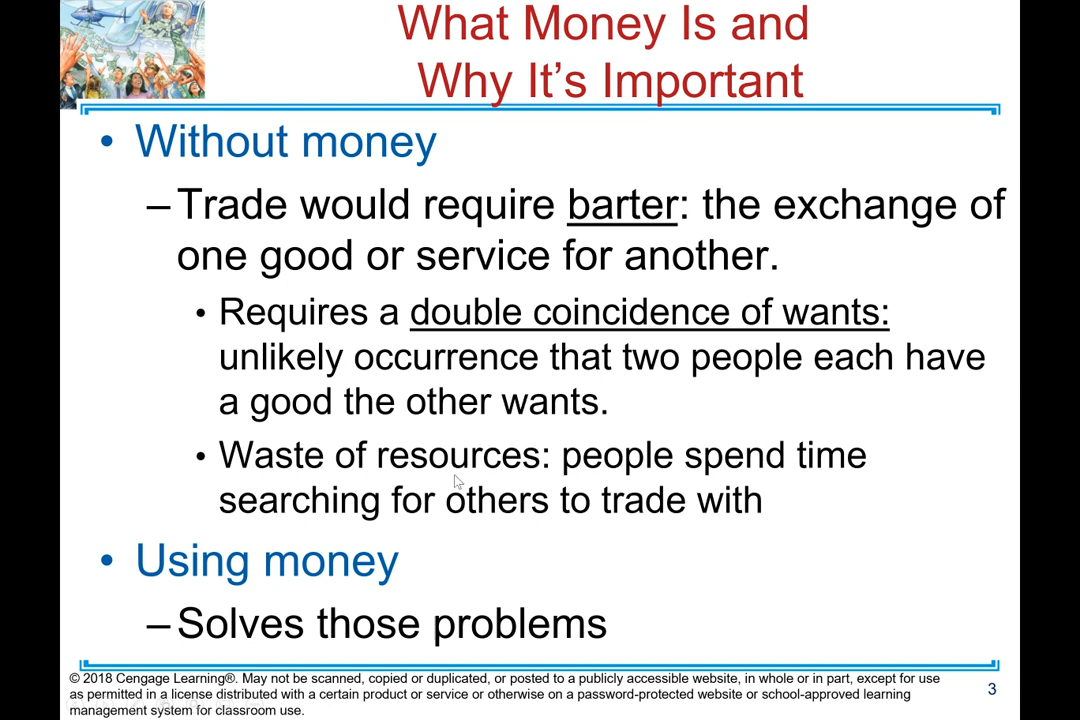 What Money Is and
Why It’s Important
• Without money
– Trade would require barter: the exchange of
one good or service for another.
• Requires a double coincidence of wants:
unlikely occurrence that two people each have
a good the other wants.
• Waste of resources: people spend time
searching for others to trade with
• Using money
– Solves those problems
© 2018 Cengage Learning®. May not be scanned, copied or duplicated, or posted to a publicly accessible website, in whole or in part, except for use
as permitted in a license distributed with a certain product or service or otherwise on a password-protected website or school-approved learning
management system for classroom use.
3